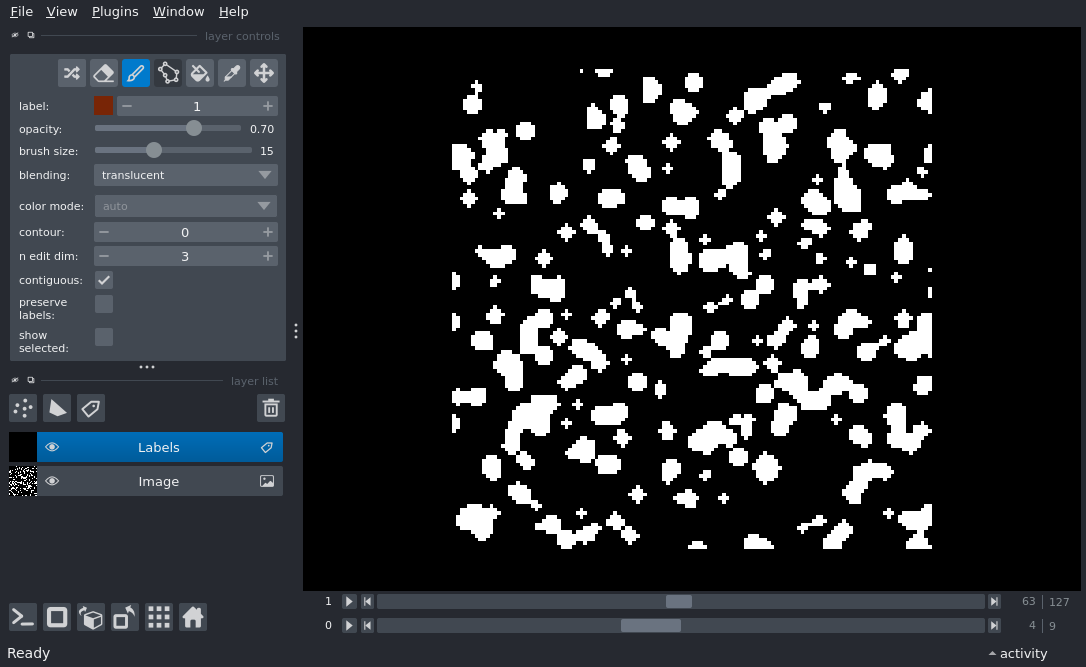 File View Plugins Window Help
layer controls
label: 1
opacity: 0.70
brush size: 15
blending: translucent
color mode: auto
contour: 0
n edit dim: 3
contiguous:
preserve
labels:
show
selected:
layer list
Labels
Image
1 63 127
0 4 9
Ready activity